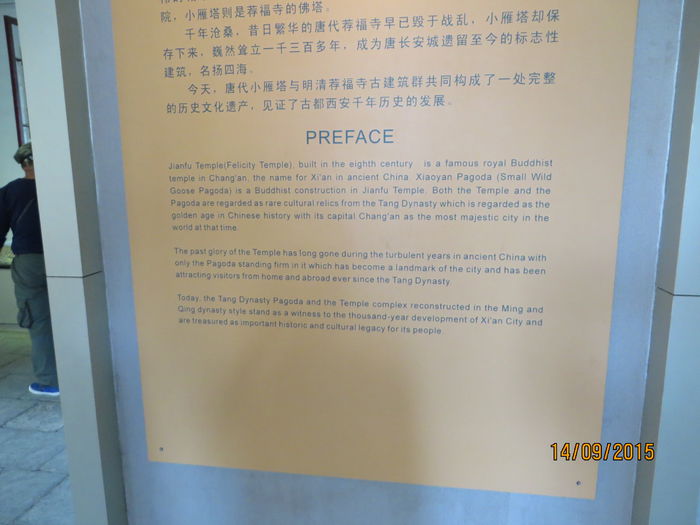 院，小雁塔则是荐福寺的佛塔。
千年沧桑，昔日繁华的唐代荐福寺早已毁于战乱，小雁塔却保
存下来，巍然耸立一千三百多年，成为唐长安城遗留至今的标志性
建筑，名扬四海。
今天，唐代小雁塔与明清荐福寺古建筑群共同构成了一处完整
的历史文化遗产，见证了古都西安千年历史的发展。
PREFACE
Jianfu Temple(Felicity Temple), built in the eighth century is a famous royal Buddhist
temple in Chang'an, the name for Xi'an in ancient China. Xiaoyan Pagoda (Small Wild
Goose Pagoda) is a Buddhist construction in Jianfu Temple. Both the Temple and the
Pagoda are regarded as rare cultural relics from the Tang Dynasty which is regarded as the
golden age in Chinese history with its capital Chang'an as the most majestic city in the
world at that time.
The past glory of the Temple has long gone during the turbulent years in ancient China with
only the Pagoda standing firm in it which has become a landmark of the city and has been
attracting visitors from home and abroad ever since the Tang Dynasty.
Today, the Tang Dynasty Pagoda and the Temple complex reconstructed in the Ming and
Qing dynasty style stand as a witness to the thousand-year development of Xi'an City and
are treasured as important historic and cultural legacy for its people.
14/09/2015